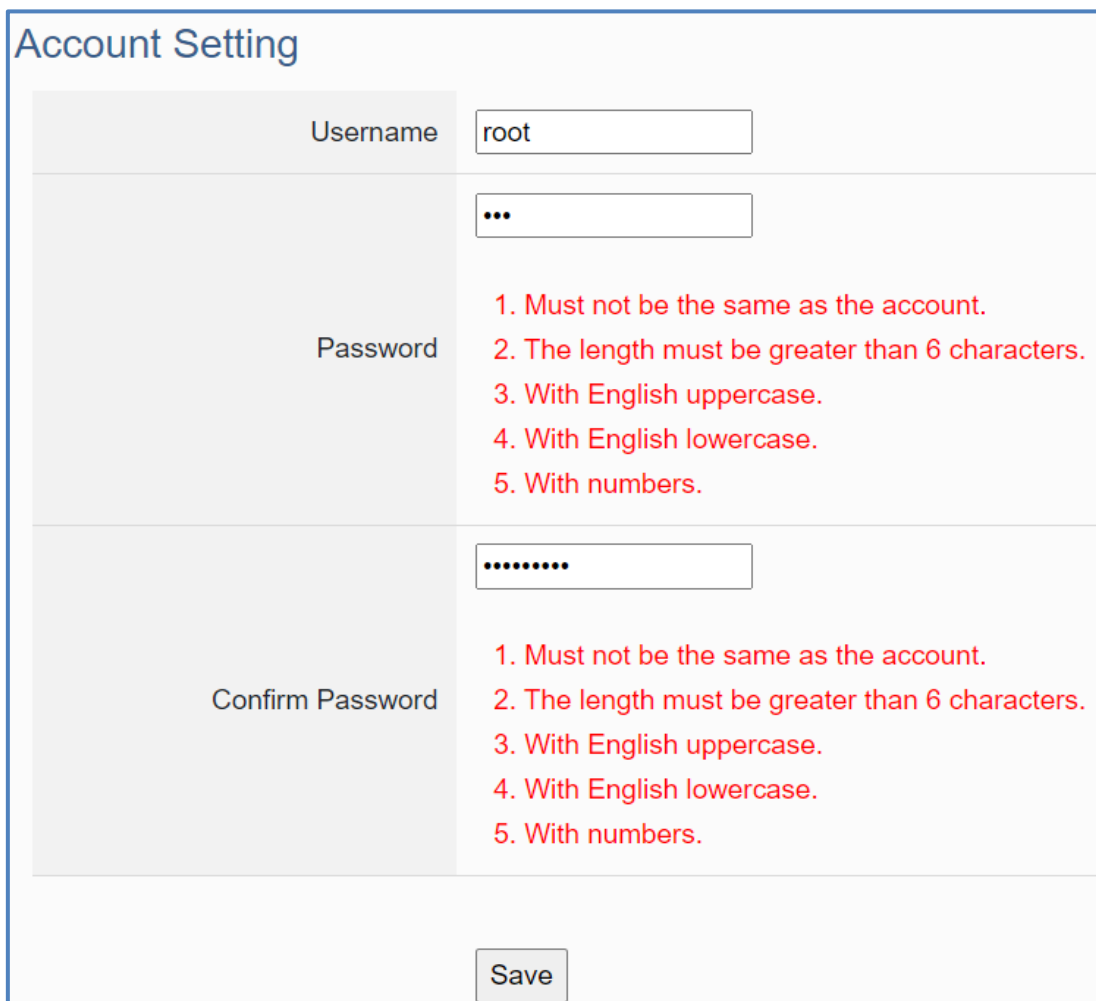 Account Setting
Username
root
Password
•••
1. Must not be the same as the account.
2. The length must be greater than 6 characters.
3. With English uppercase.
4. With English lowercase.
5. With numbers.
Confirm Password
•••••••••
1. Must not be the same as the account.
2. The length must be greater than 6 characters.
3. With English uppercase.
4. With English lowercase.
5. With numbers.
Save